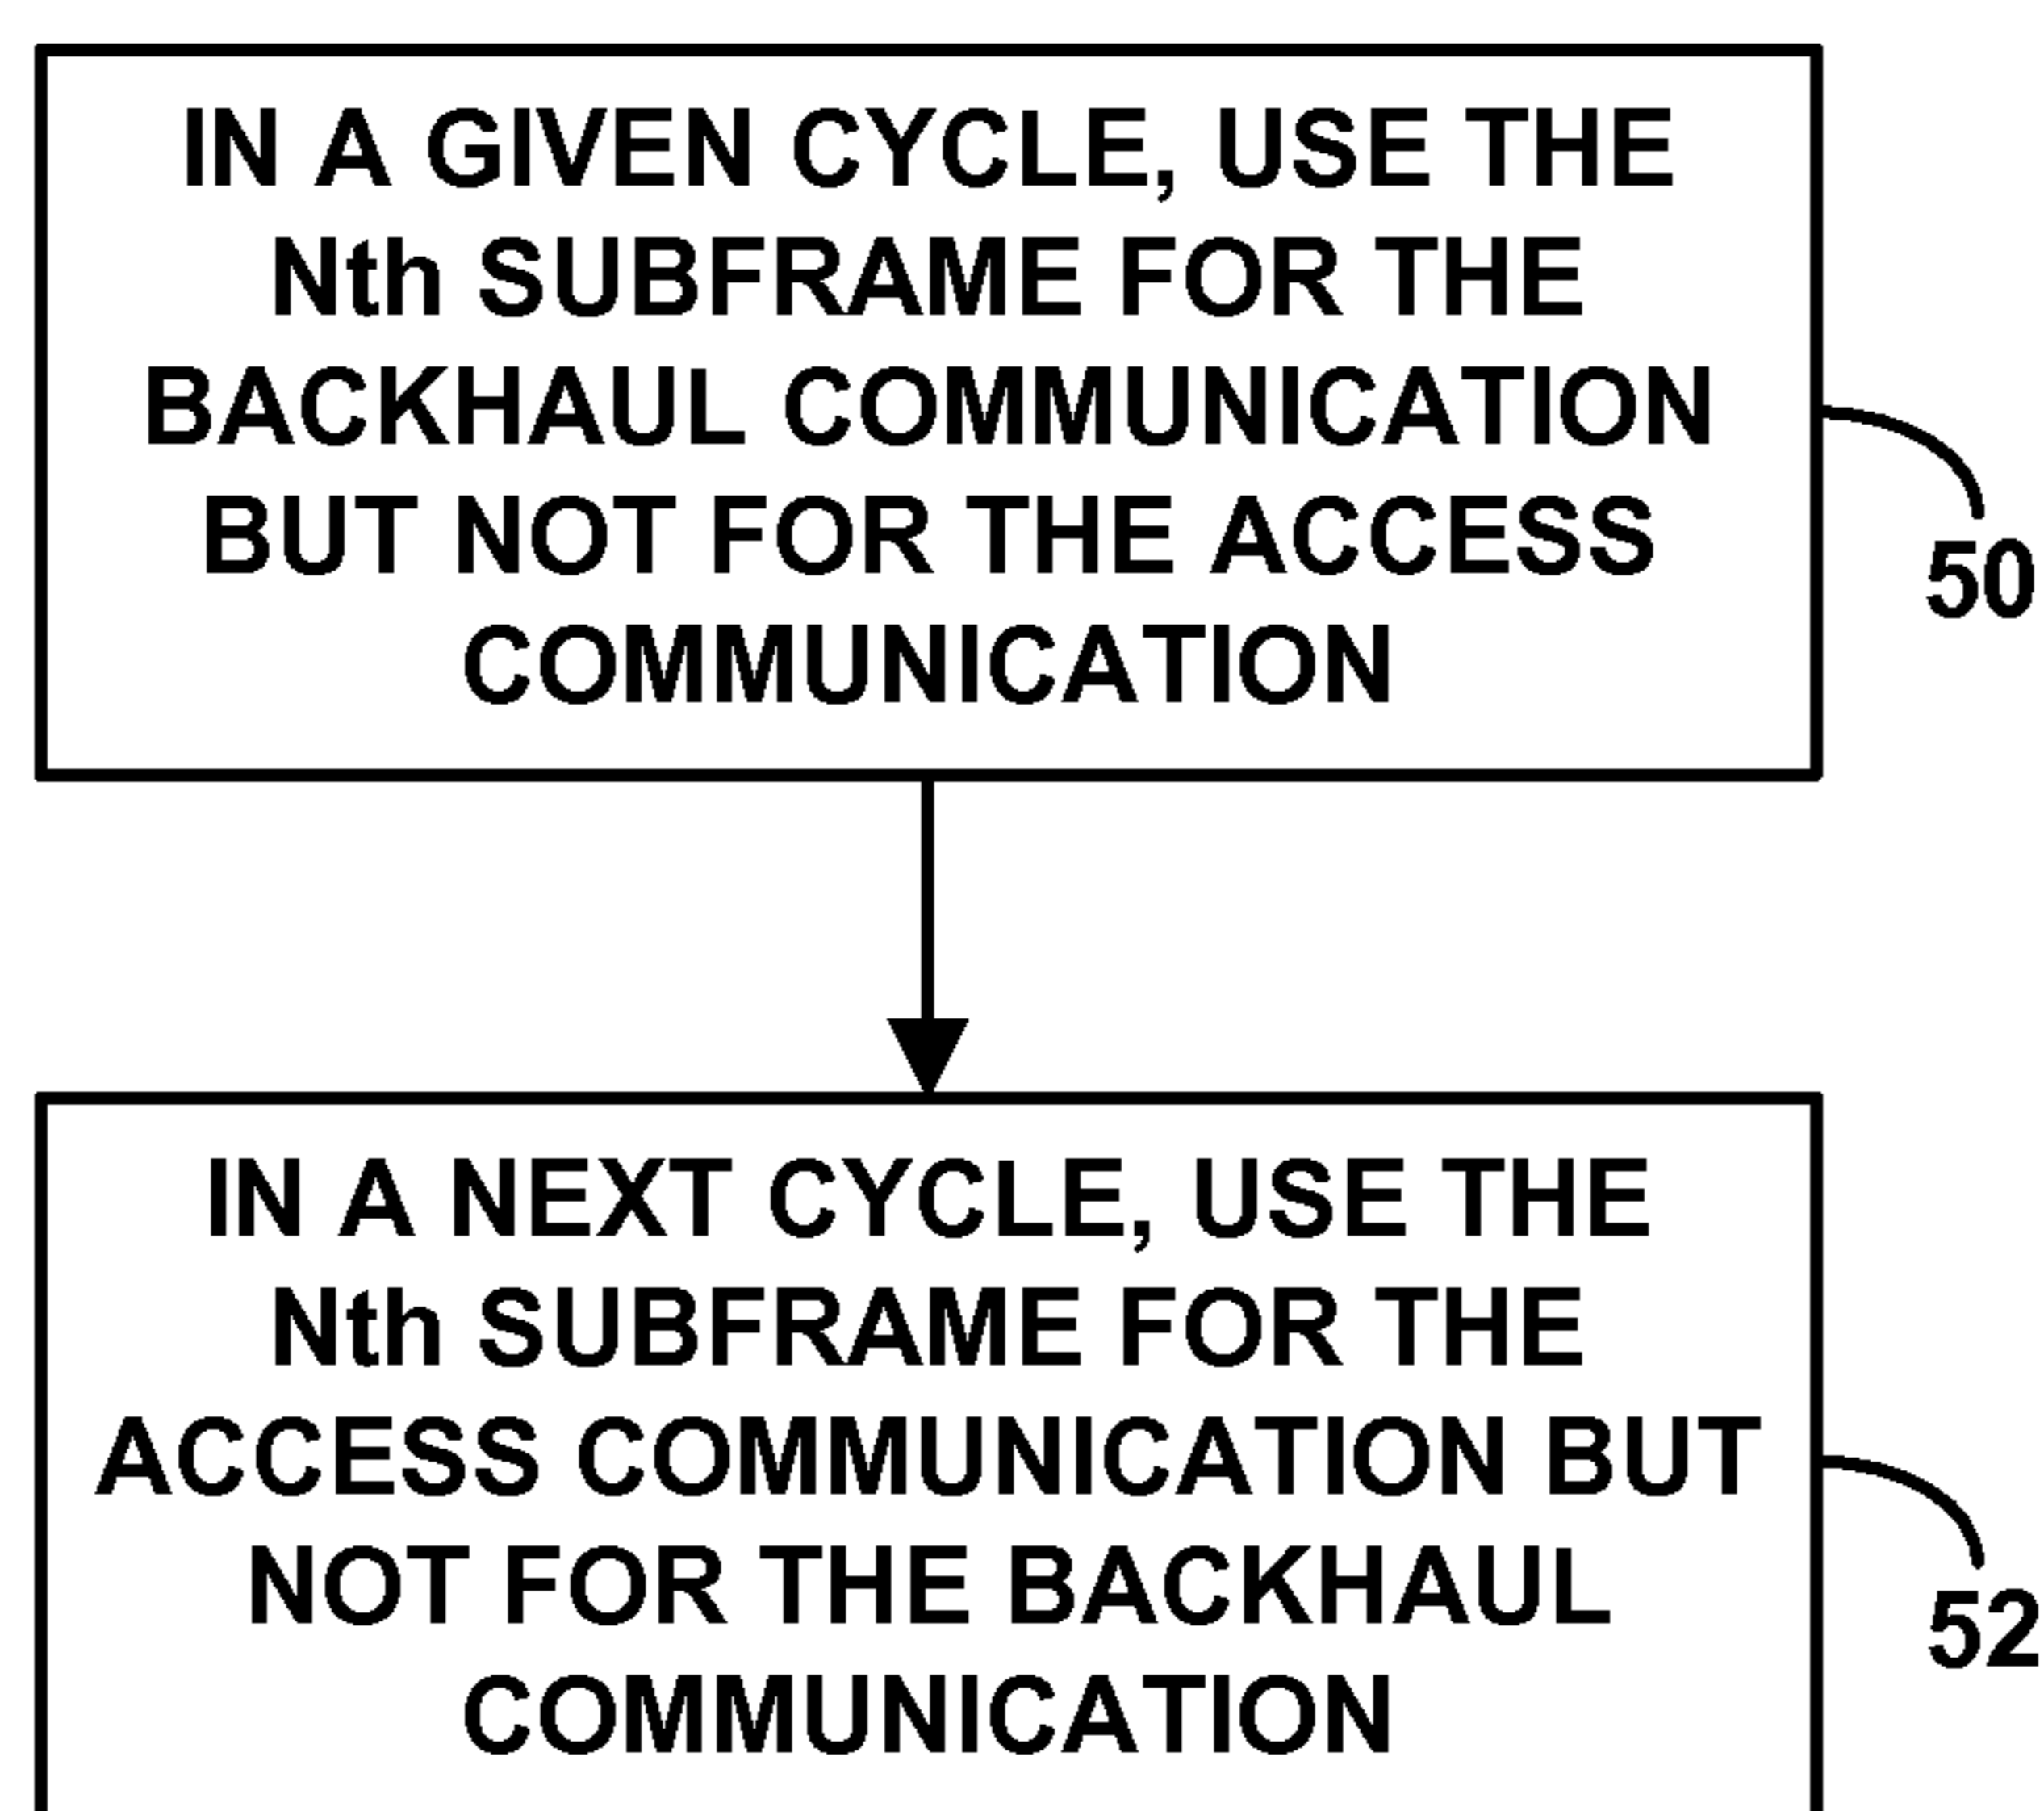 IN A GIVEN CYCLE, USE THE
Nth SUBFRAME FOR THE
BACKHAUL COMMUNICATION
BUT NOT FOR THE ACCESS
COMMUNICATION
50
IN A NEXT CYCLE, USE THE
Nth SUBFRAME FOR THE
ACCESS COMMUNICATION BUT
NOT FOR THE BACKHAUL
COMMUNICATION
52